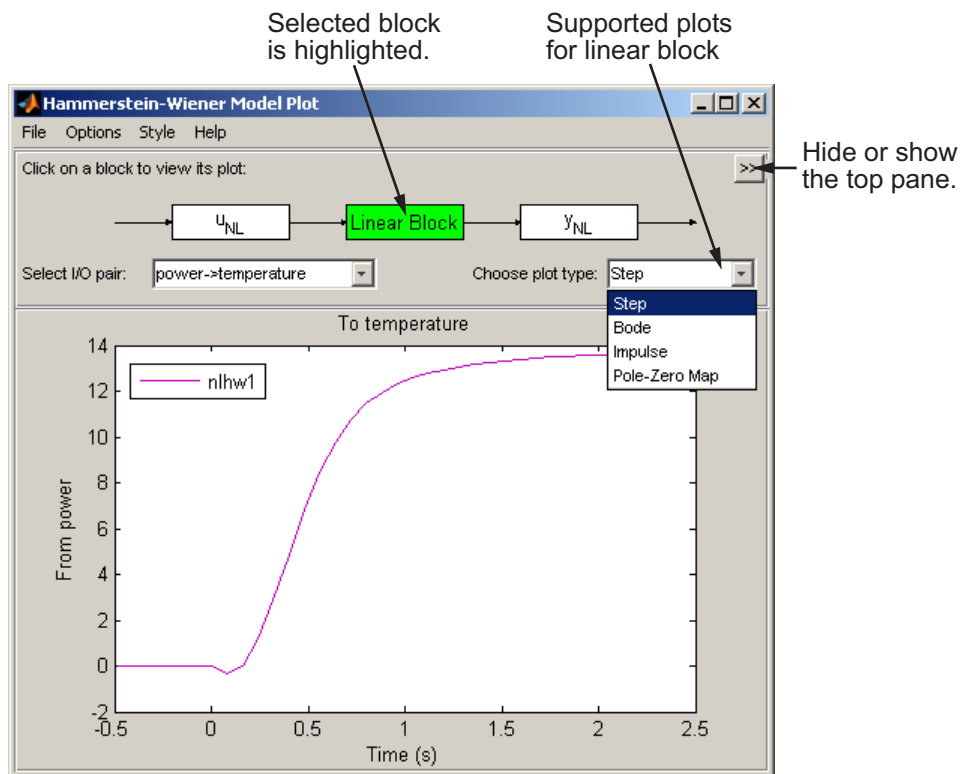 Selected block
is highlighted.
Supported plots
for linear block
Hammerstein-Wiener Model Plot
File Options Style Help
Click on a block to view its plot:
>>
Hide or show
the top pane.
uNL
Linear Block
yNL
Select I/O pair:
power->temperature
Choose plot type:
Step
Step
Bode
Impulse
Pole-Zero Map
To temperature
nlhw1
14
12
10
8
6
4
2
0
-2
From power
-0.5
0
0.5
1
1.5
2
2.5
Time (s)